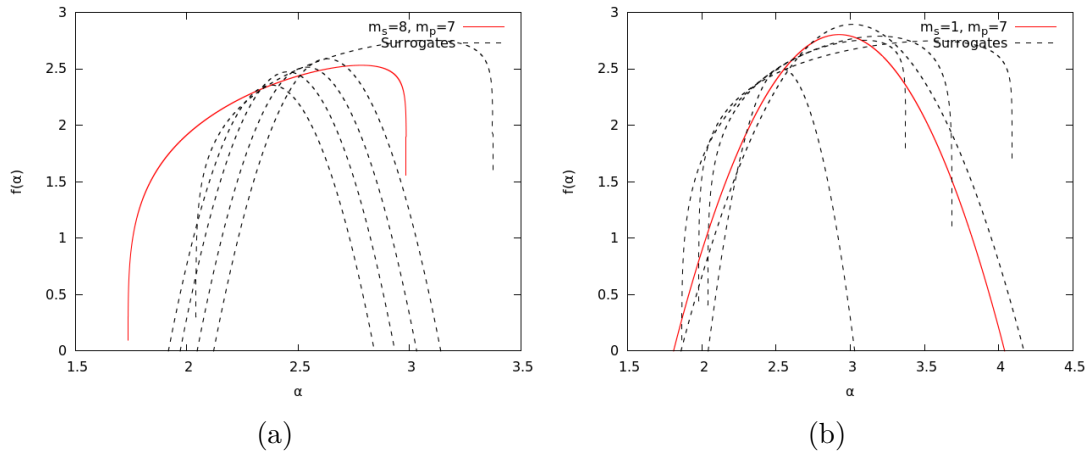 3
2.5
2
1.5
1
0.5
0
f(α)
1.5 2 2.5 3 3.5
α
m_s=8, m_p=7
Surrogates
(a)
3
2.5
2
1.5
1
0.5
0
f(α)
1.5 2 2.5 3 3.5 4 4.5
α
m_s=1, m_p=7
Surrogates
(b)